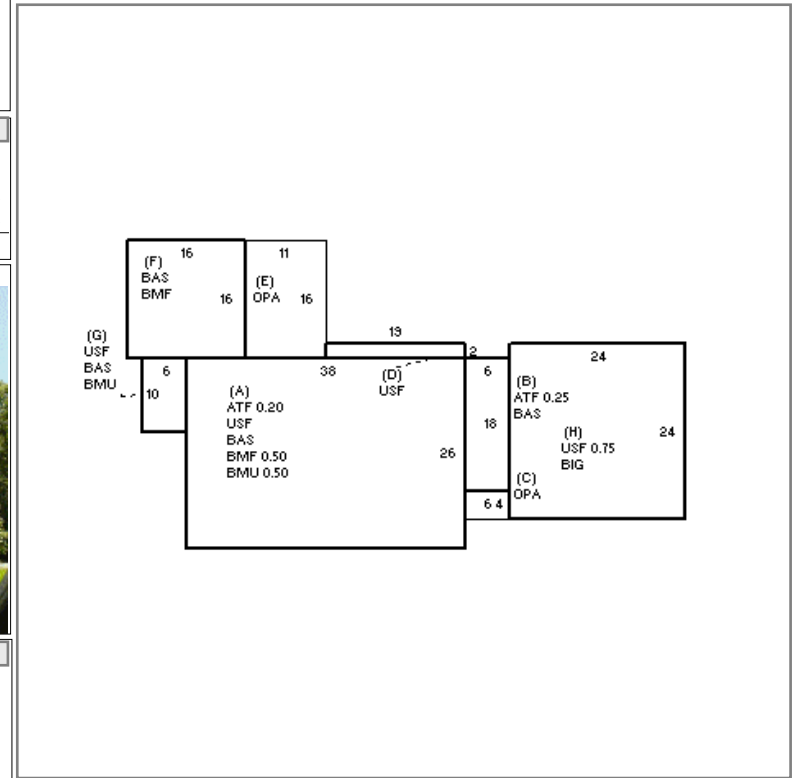 16
11
(F)
BAS
BMF
16
(E)
OPA
16
(G)
USF
BAS
BMU
10
6
19
2
38
(D)
USF
6
24
(A)
ATF 0.20
USF
BAS
BMF 0.50
BMU 0.50
26
18
(B)
ATF 0.25
BAS
(H)
USF 0.75
BIG
24
(C)
OPA
6 4